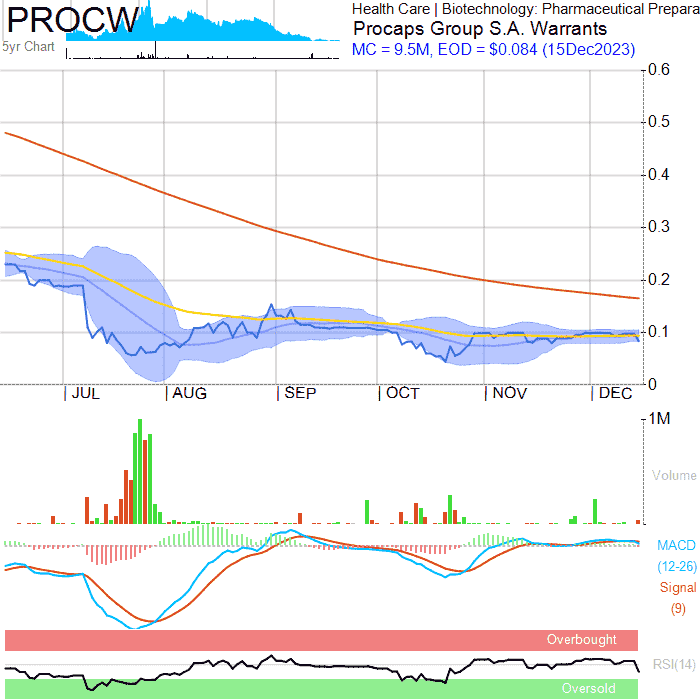 PROCW
5yr Chart
Health Care | Biotechnology: Pharmaceutical Prepara
Procaps Group S.A. Warrants
MC = 9.5M, EOD = $0.084 (15Dec2023)
0.6
0.5
0.4
0.3
0.2
0.1
0
| JUL | AUG | SEP | OCT | NOV | DEC
1M
Volume
MACD
(12-26)
Signal
(9)
Overbought
RSI(14)
Oversold